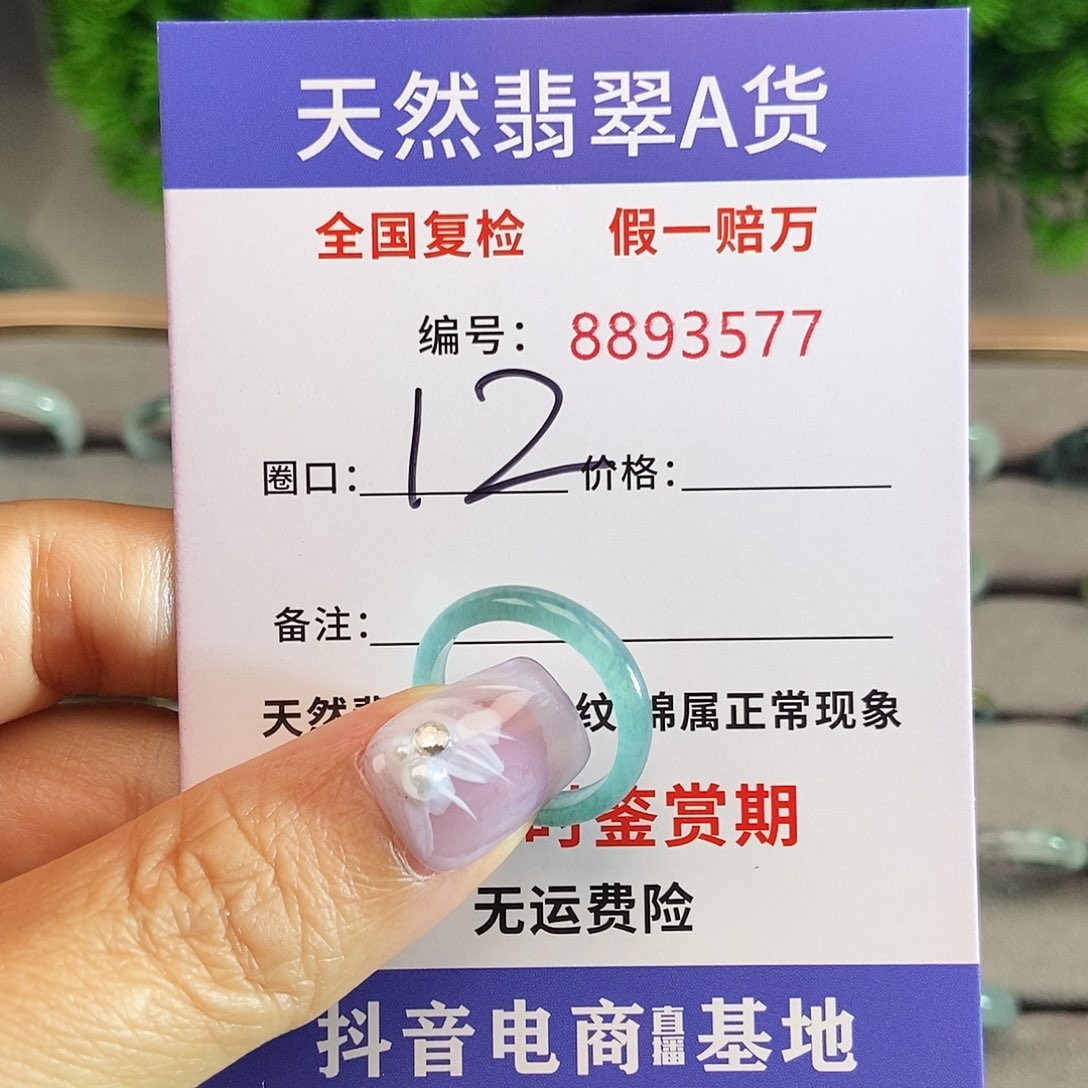 天然翡翠A货
全国复检 假一赔万
编号：8893577
圈口：12 价格：
备注：
天然 纹 棉属正常现象
时鉴赏期
无运费险
抖音电商直播基地